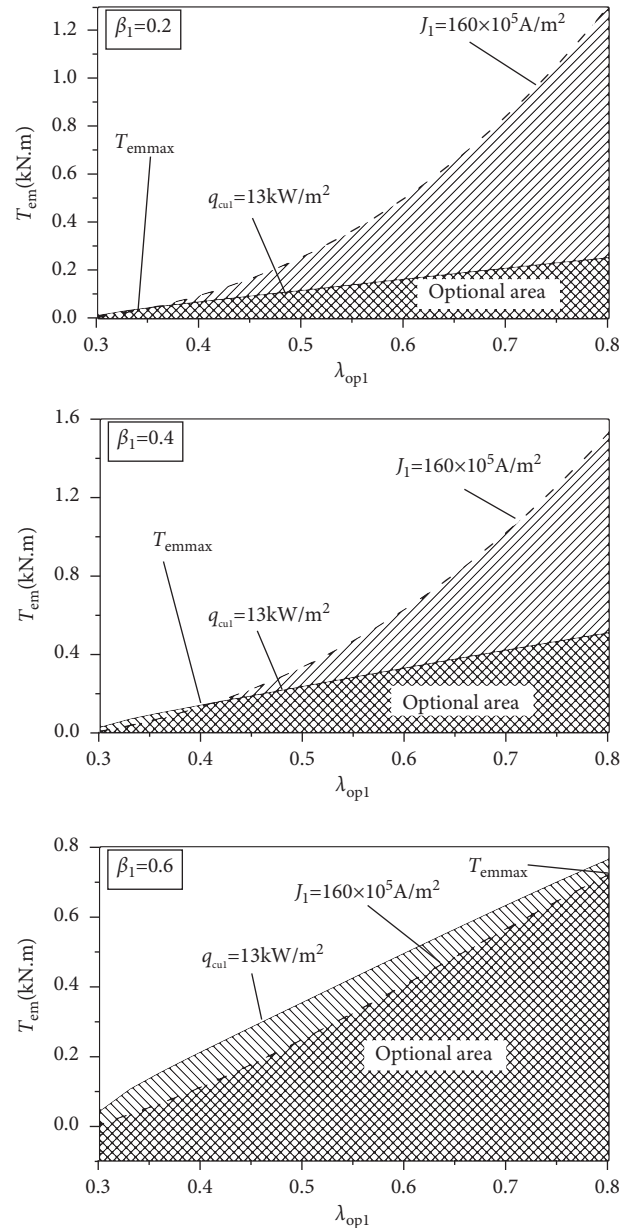 β1=0.2
J1=160×10^5A/m^2
Temmax
qcu1=13kW/m^2
Optional area
Tem(kN.m)
1.2
1.0
0.8
0.6
0.4
0.2
0.0
0.3 0.4 0.5 0.6 0.7 0.8
λop1
β1=0.4
J1=160×10^5A/m^2
Temmax
qcu1=13kW/m^2
Optional area
Tem(kN.m)
1.6
1.2
0.8
0.4
0.0
0.3 0.4 0.5 0.6 0.7 0.8
λop1
β1=0.6
Temmax
J1=160×10^5A/m^2
qcu1=13kW/m^2
Optional area
Tem(kN.m)
0.8
0.6
0.4
0.2
0.0
0.3 0.4 0.5 0.6 0.7 0.8
λop1